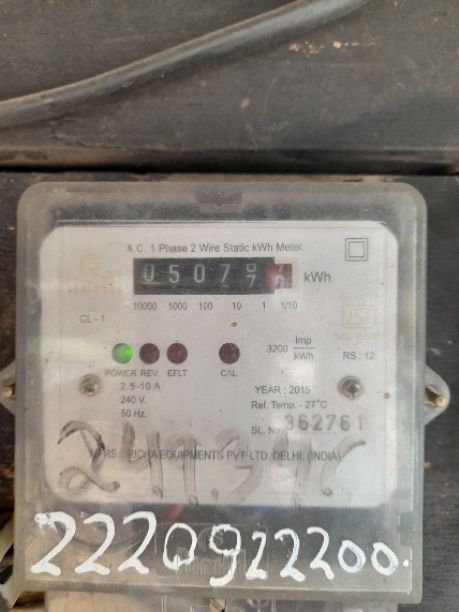 A.C. 1 Phase 2 Wire Static kWh Meter.
0507 kWh
10000 1000 100 10 1 1/10
CL - 1
3200 Imp/kWh
RS : 12
POWER REV. EFLT CAL
2.5-10 A
240 V.
50 Hz.
YEAR : 2015
Ref. Temp. - 27°C
SL. No. 362761
RICHA EQUIPMENTS PVT. LTD. DELHI. (INDIA)
2220922200.